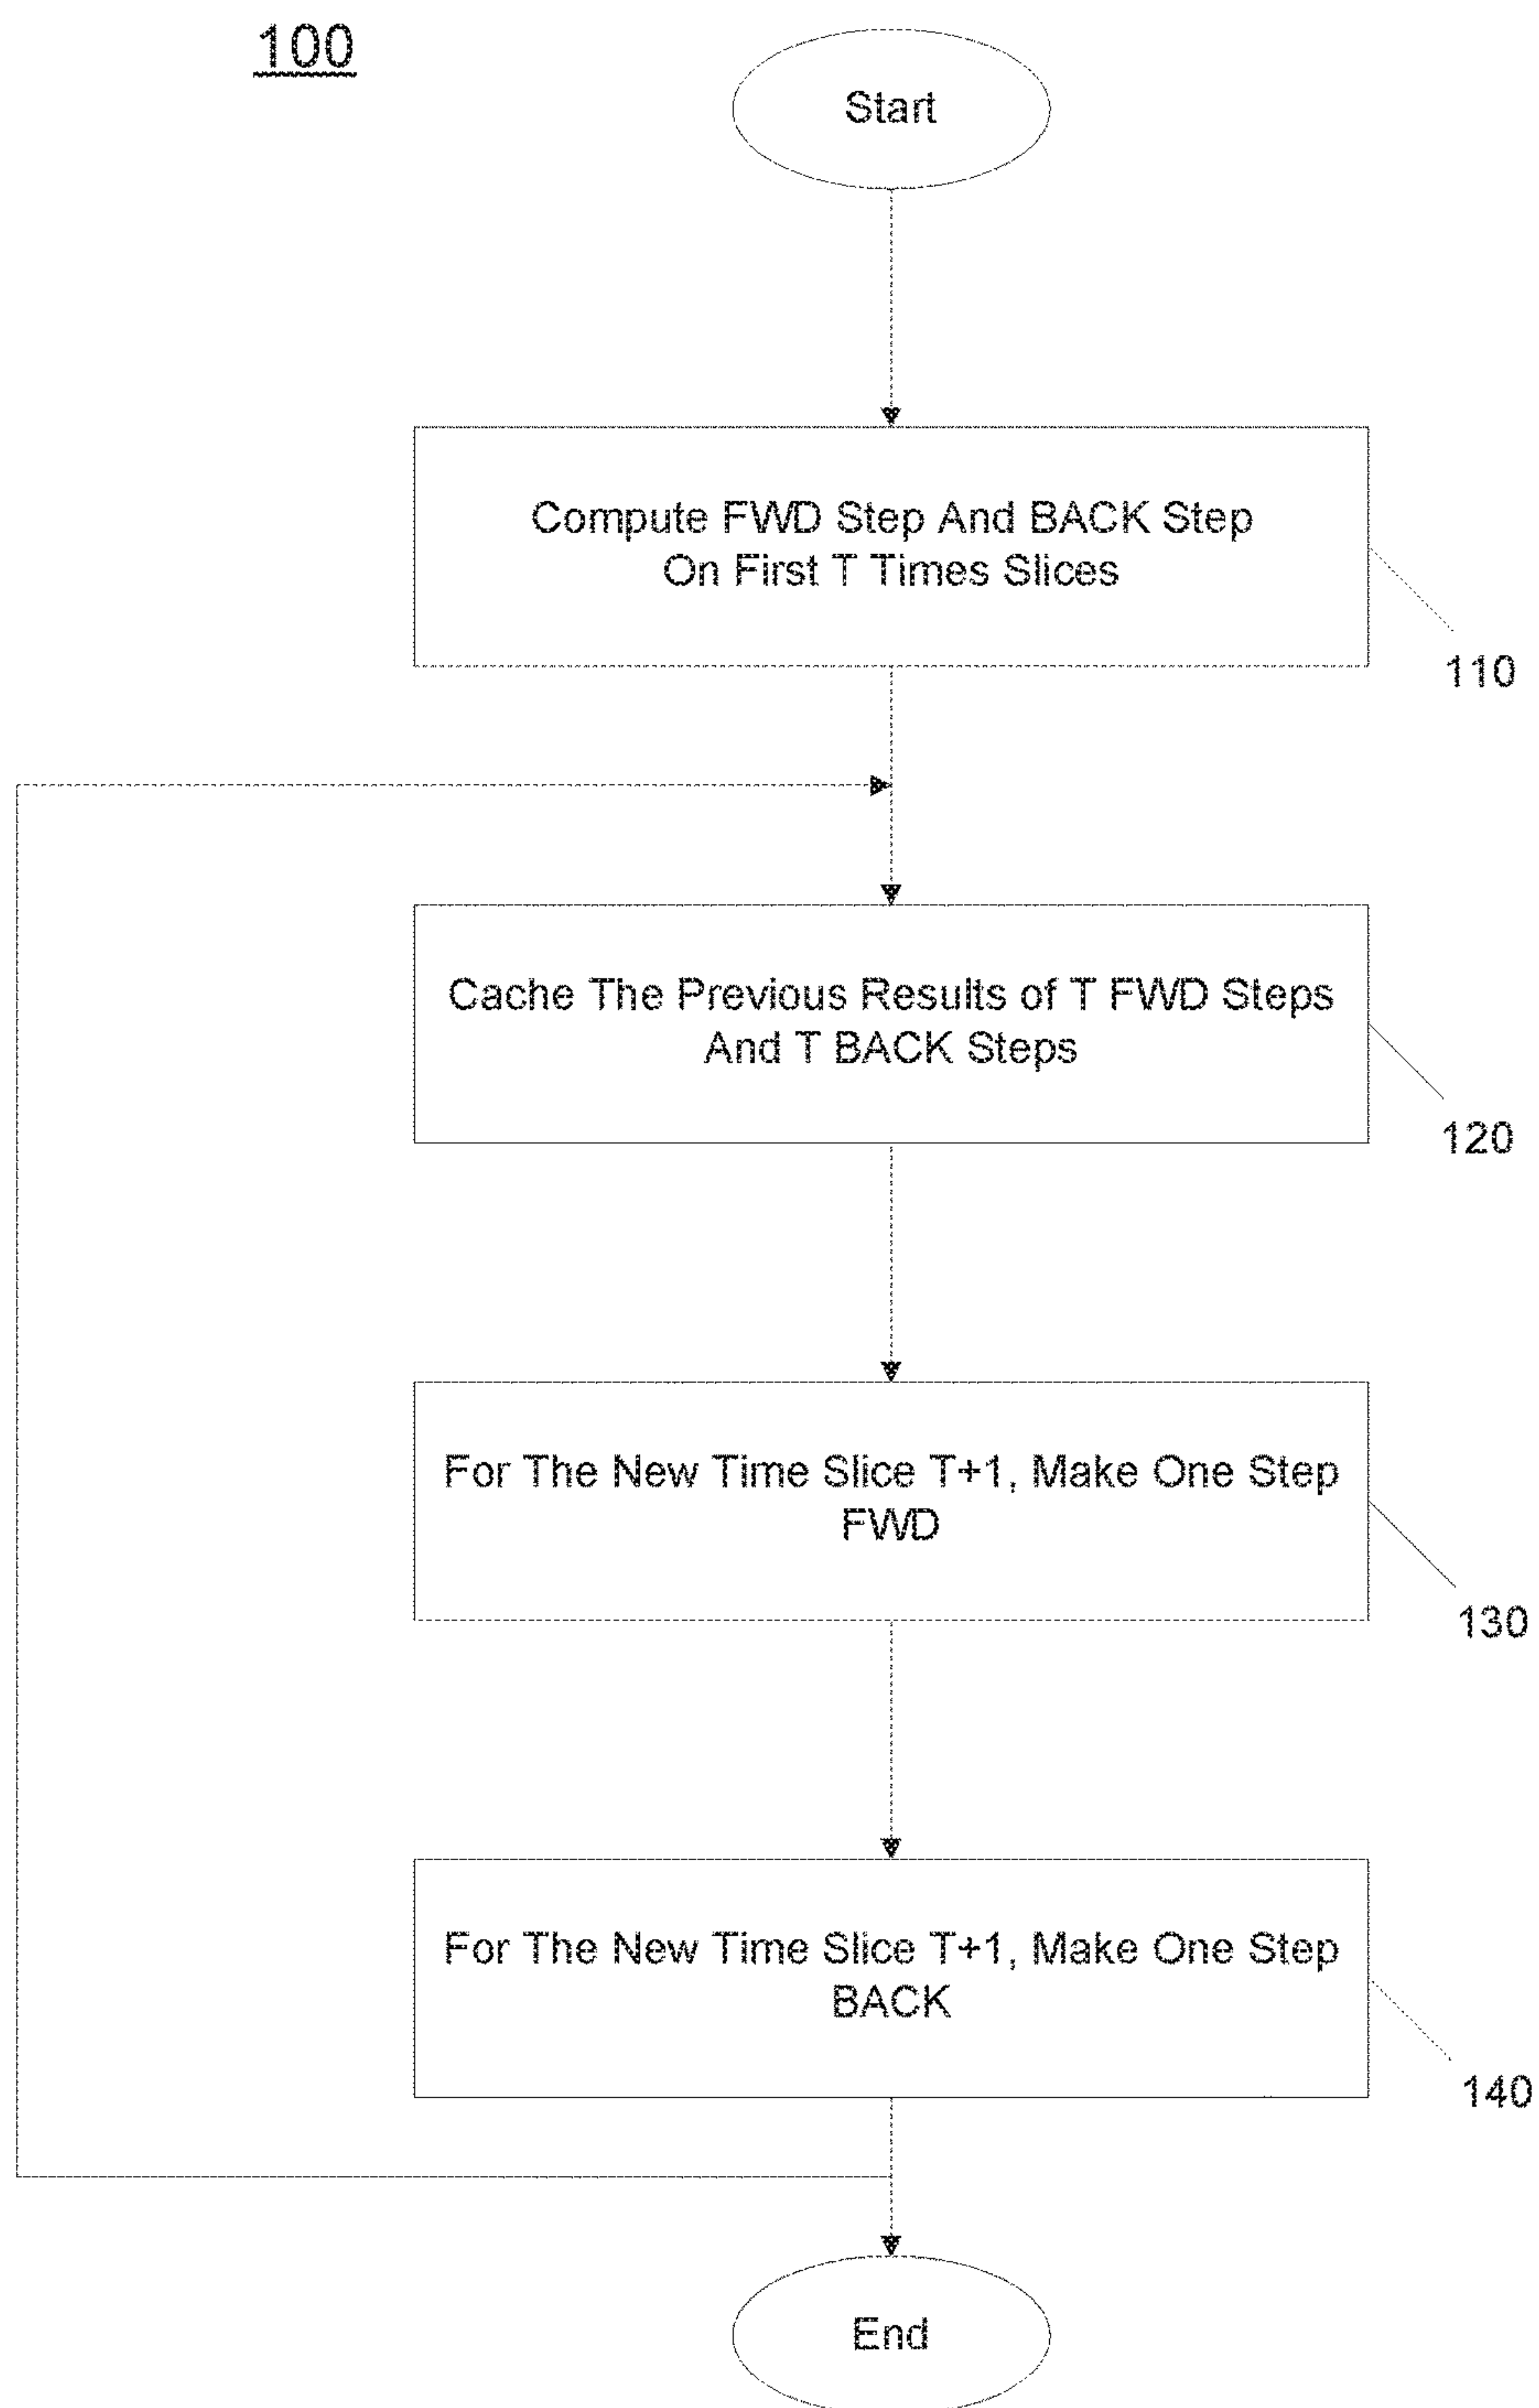 100
Start
Compute FWD Step And BACK Step
On First T Times Slices
110
Cache The Previous Results of T FWD Steps
And T BACK Steps
120
For The New Time Slice T+1, Make One Step
FWD
130
For The New Time Slice T+1, Make One Step
BACK
140
End